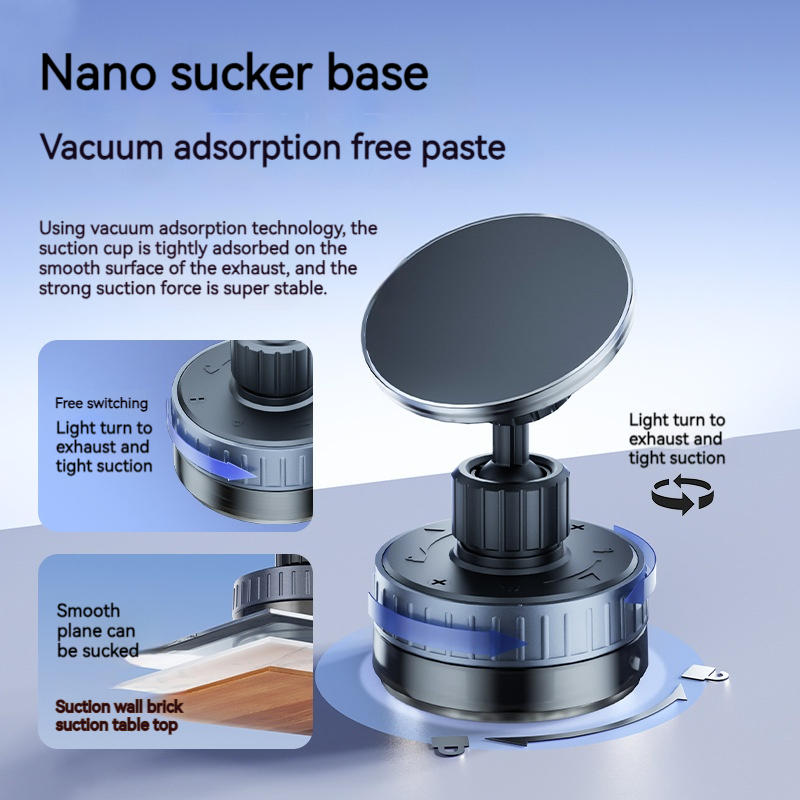 Nano sucker base
Vacuum adsorption free paste
Using vacuum adsorption technology, the
suction cup is tightly adsorbed on the
smooth surface of the exhaust, and the
strong suction force is super stable.
Free switching
Light turn to
exhaust and
tight suction
Light turn to
exhaust and
tight suction
Smooth
plane can
be sucked
Suction wall brick
suction table top